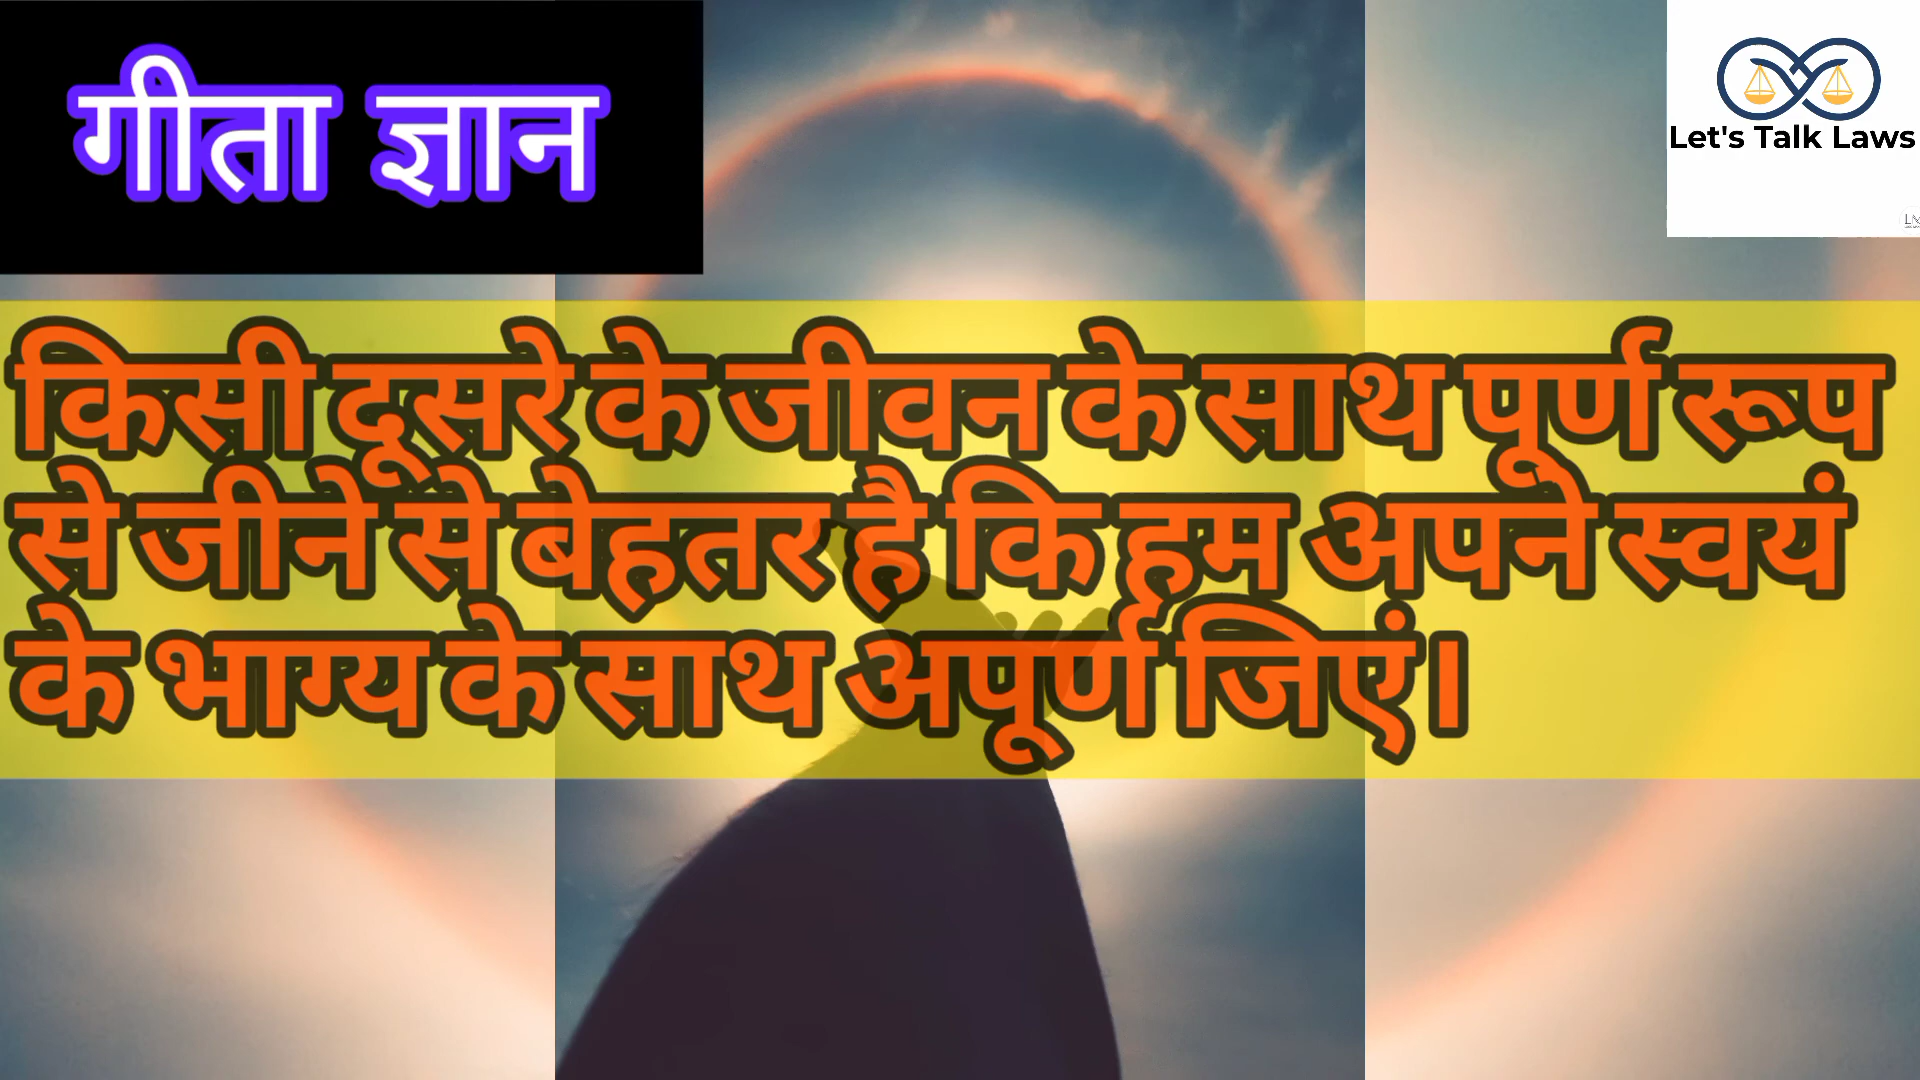 गीता ज्ञान
Let's Talk Laws
किसी दूसरे के जीवन के साथ पूर्ण रूप
से जीने से बेहतर है कि हम अपने स्वयं
के भाग्य के साथ अपूर्ण जिएं।